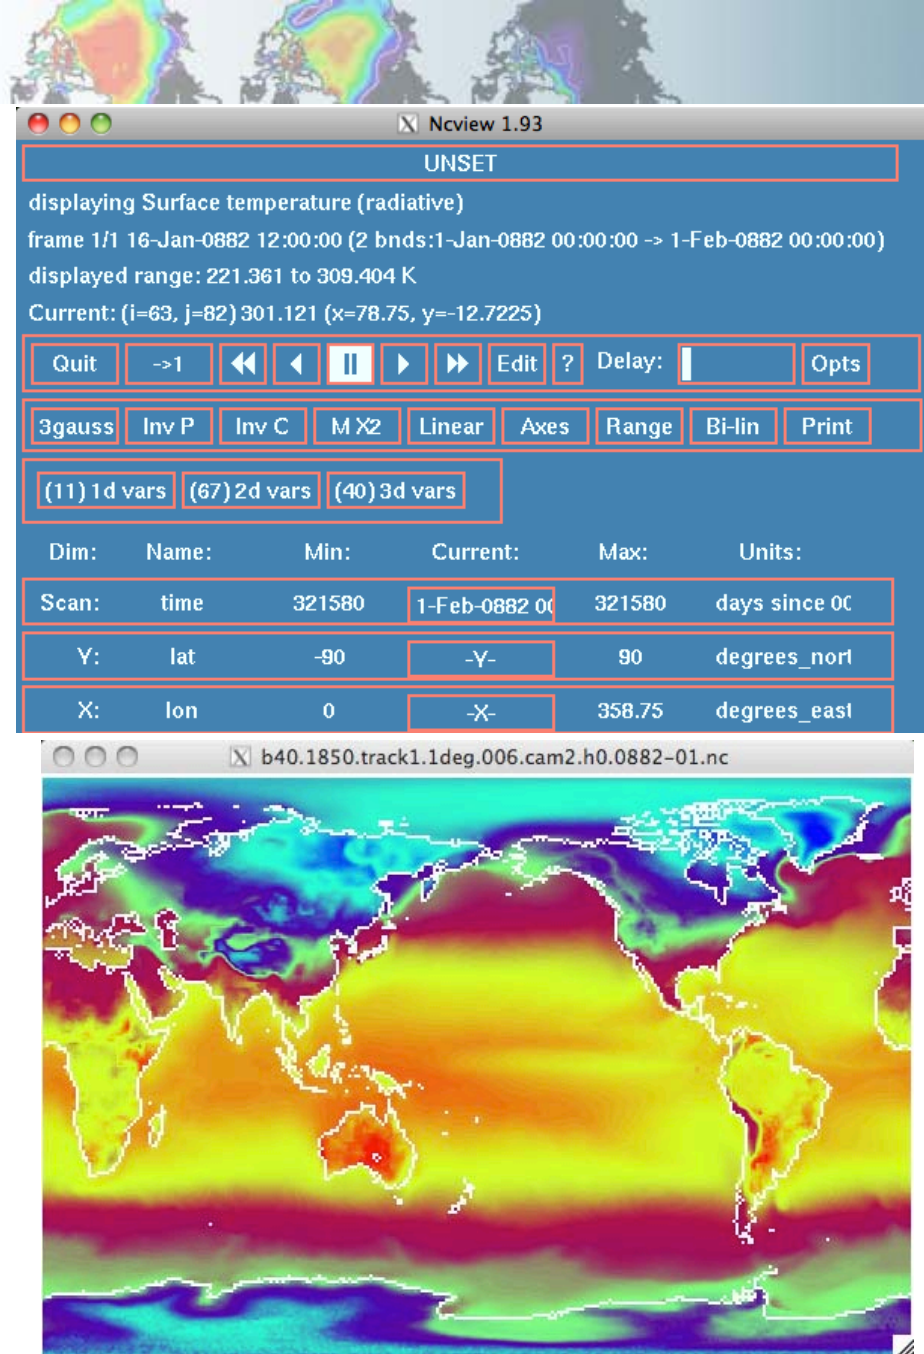 Ncview 1.93
UNSET
displaying Surface temperature (radiative)
frame 1/1 16-Jan-0882 12:00:00 (2 bnds:1-Jan-0882 00:00:00 -> 1-Feb-0882 00:00:00)
displayed range: 221.361 to 309.404 K
Current: (i=63, j=82) 301.121 (x=78.75, y=-12.7225)
Quit ->1 Edit ? Delay: Opts
3gauss Inv P Inv C M X2 Linear Axes Range Bi-lin Print
(11) 1d vars (67) 2d vars (40) 3d vars
Dim: Name: Min: Current: Max: Units:
Scan: time 321580 1-Feb-0882 00 321580 days since 00
Y: lat -90 -Y- 90 degrees_nort
X: lon 0 -X- 358.75 degrees_east
b40.1850.track1.1deg.006.cam2.h0.0882-01.nc